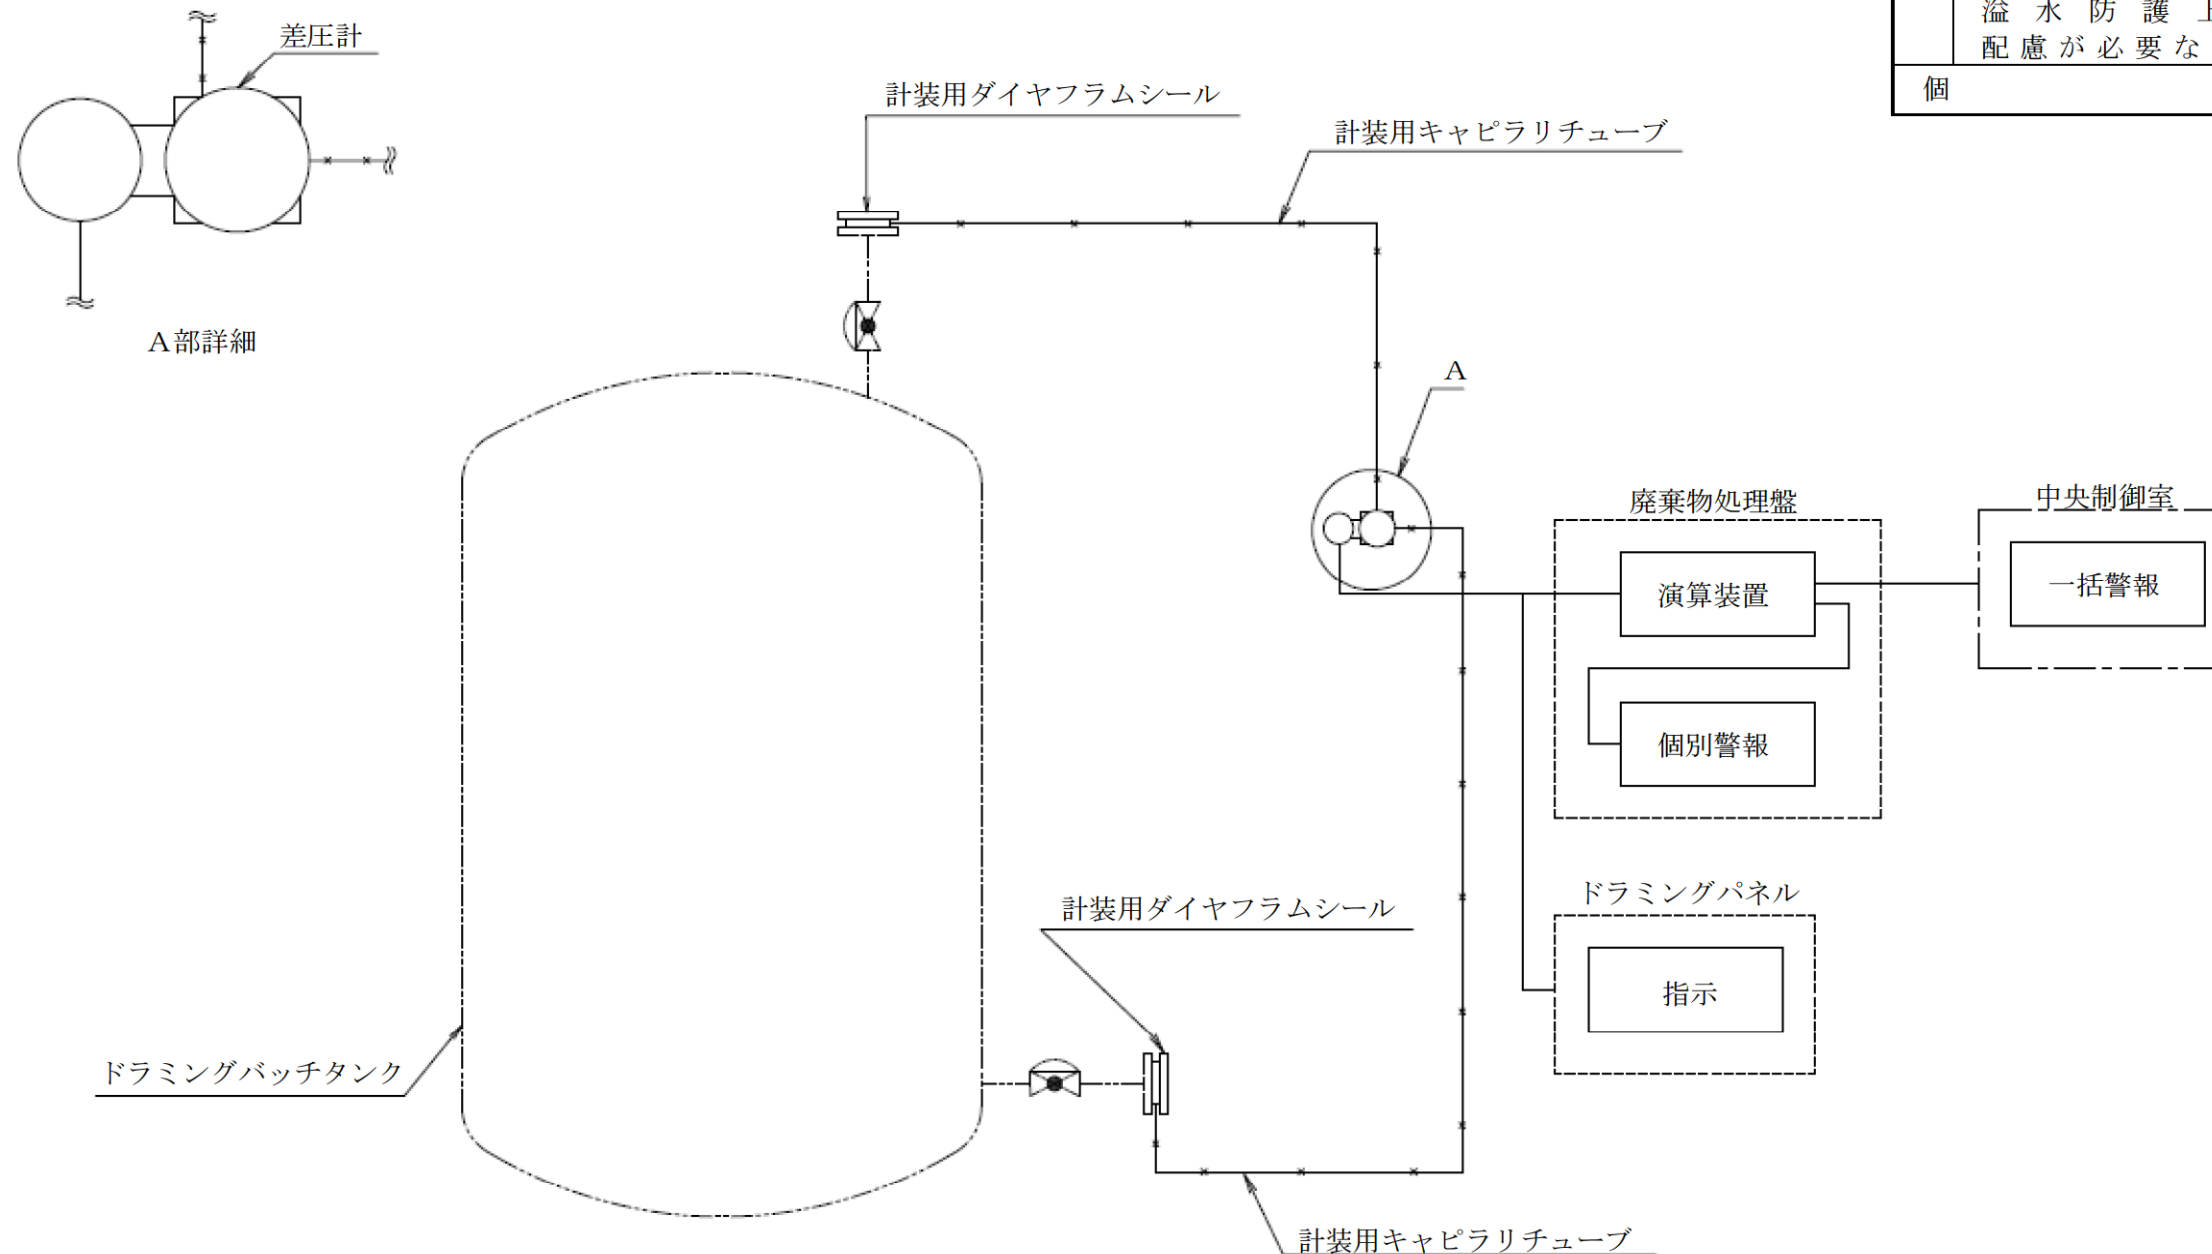 溢水防護上
配慮が必要な
個
差圧計
計装用ダイヤフラムシール
計装用キャピラリチューブ
A部詳細
A
廃棄物処理盤
中央制御室
演算装置
一括警報
個別警報
ドラミングパネル
計装用ダイヤフラムシール
指示
ドラミングバッチタンク
計装用キャピラリチューブ